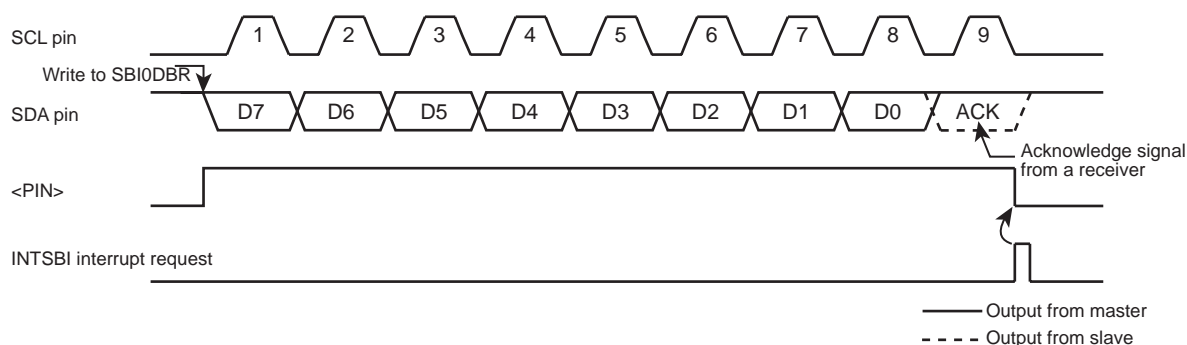 SCL pin
1 2 3 4 5 6 7 8 9
Write to SBI0DBR
SDA pin
D7 D6 D5 D4 D3 D2 D1 D0 ACK
Acknowledge signal
from a receiver
<PIN>
INTSBI interrupt request
Output from master
Output from slave